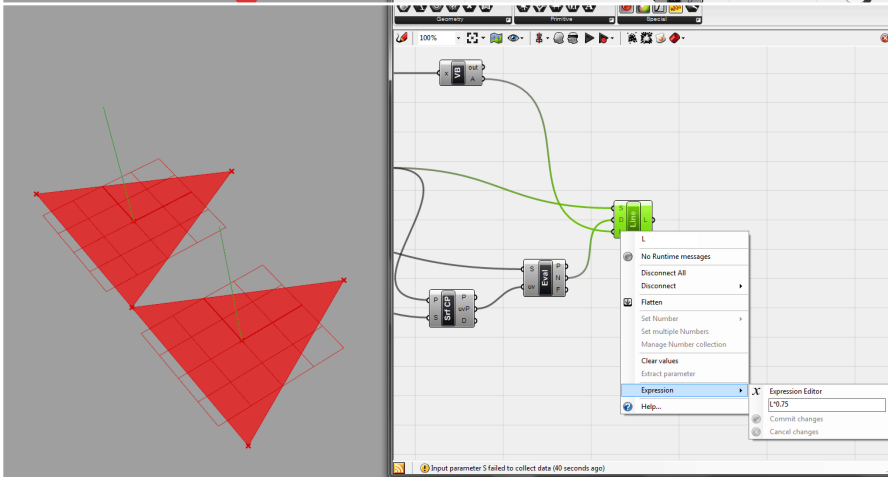 Geometry
Primitive
Special
100%
x VB out A
S D Line L
S uv Eval P N F
P S Srf CP P uvP D
L
No Runtime messages
Disconnect All
Disconnect
Flatten
Set Number
Set multiple Numbers
Manage Number collection
Clear values
Extract parameter
Expression
Help...
Expression Editor
L*0.75
Commit changes
Cancel changes
Input parameter S failed to collect data (40 seconds ago)